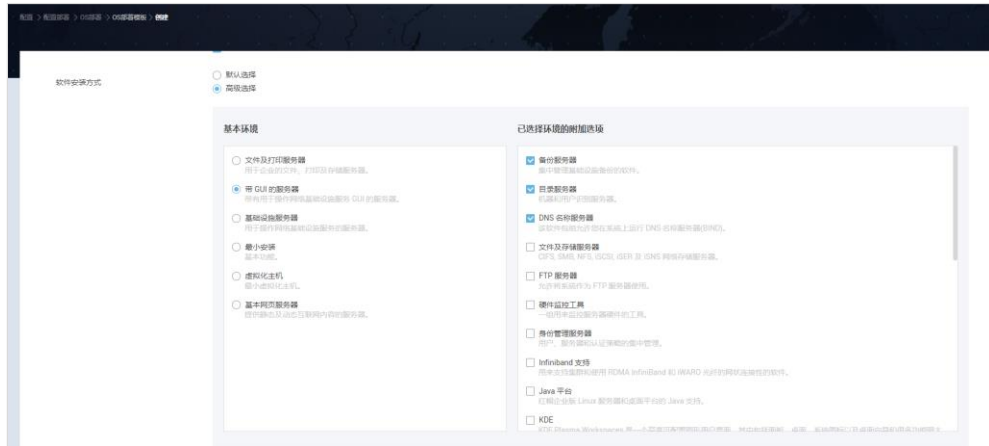 配置 > 配置部署 > OS部署 > OS部署模板 > 创建
软件安装方式
默认选择
高级选择
基本环境
文件及打印服务器
用于企业的文件、打印及存储服务器。
带 GUI 的服务器
带有用于操作网络基础设施服务 GUI 的服务器。
基础设施服务器
用于操作网络基础设施服务的服务器。
最小安装
基本功能。
虚拟化主机
最小虚拟化主机。
基本网页服务器
提供静态及动态互联网内容的服务器。
已选择环境的附加选项
备份服务器
集中管理基础设施备份的软件。
目录服务器
机器和用户识别服务器。
DNS 名称服务器
该软件包组允许您在系统上运行 DNS 名称服务器(BIND)。
文件及存储服务器
CIFS, SMB, NFS, iSCSI, iSER 及 iSNS 网络存储服务器。
FTP 服务器
允许将系统作为 FTP 服务器使用。
硬件监控工具
一组用来监控服务器硬件的工具。
身份管理服务器
用户、服务器和认证策略的集中管理。
Infiniband 支持
用来支持集群和使用 RDMA InfiniBand 和 iWARP 光纤的网状连接性的软件。
Java 平台
红帽企业版 Linux 服务器和桌面平台的 Java 支持。
KDE